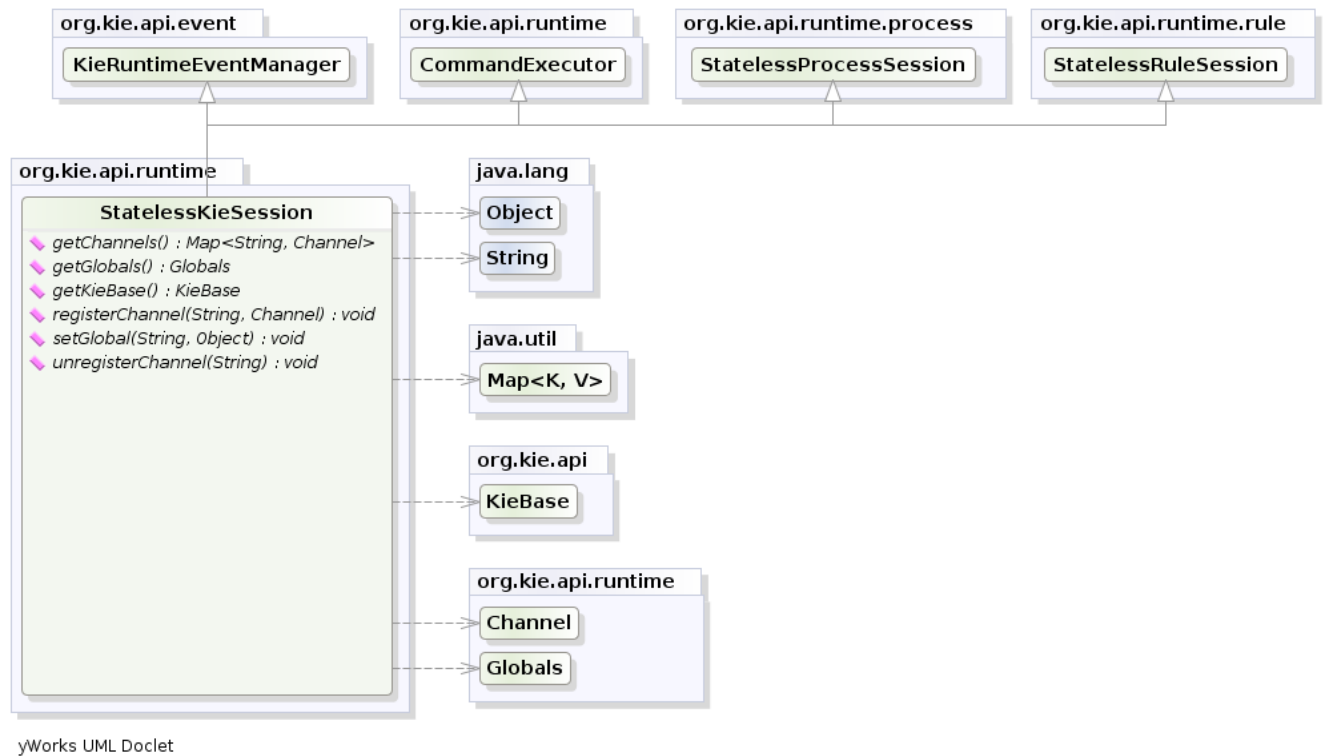 org.kie.api.event
KieRuntimeEventManager
org.kie.api.runtime
CommandExecutor
org.kie.api.runtime.process
StatelessProcessSession
org.kie.api.runtime.rule
StatelessRuleSession
org.kie.api.runtime
StatelessKieSession
getChannels() : Map<String, Channel>
getGlobals() : Globals
getKieBase() : KieBase
registerChannel(String, Channel) : void
setGlobal(String, Object) : void
unregisterChannel(String) : void
java.lang
Object
String
java.util
Map<K, V>
org.kie.api
KieBase
org.kie.api.runtime
Channel
Globals
yWorks UML Doclet